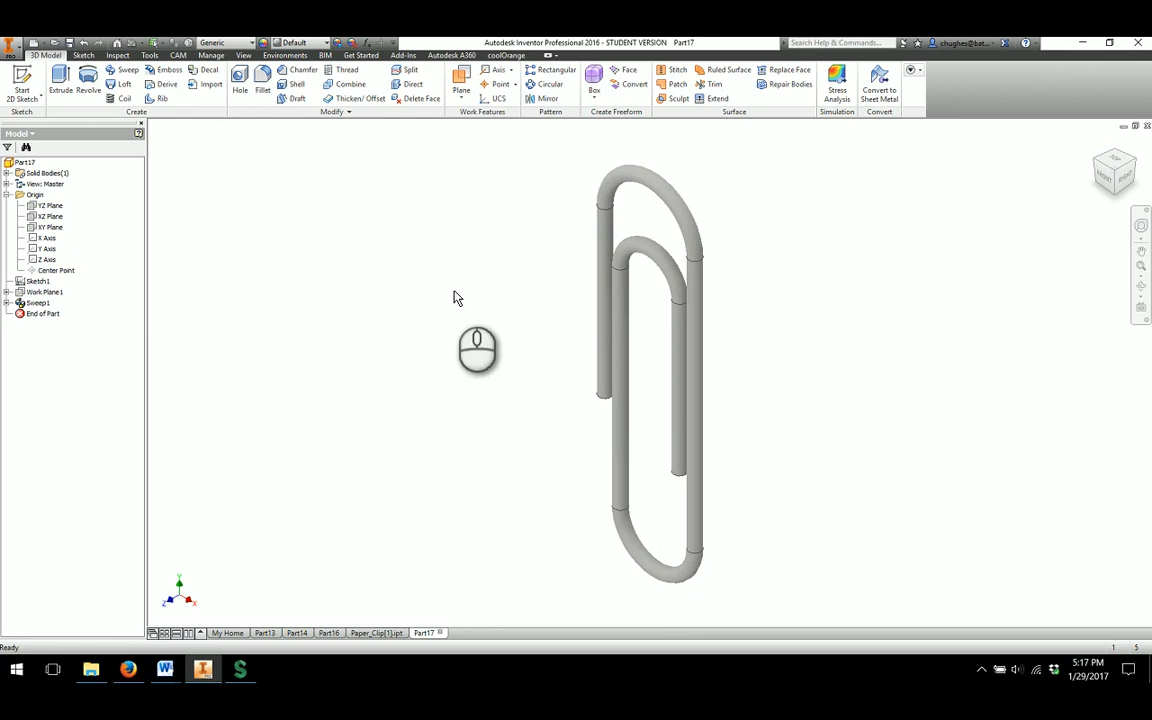 Generic
Default
Autodesk Inventor Professional 2016 - STUDENT VERSION Part17
Search Help & Commands...
chughes@bat...
PRO
3D Model Sketch Inspect Tools CAM Manage View Environments BIM Get Started Add-Ins Autodesk A360 coolOrange
Start
2D Sketch
Extrude
Revolve
Sweep
Loft
Coil
Emboss
Derive
Rib
Decal
Import
Hole
Fillet
Chamfer
Shell
Draft
Thread
Combine
Thicken/ Offset
Split
Direct
Delete Face
Plane
Axis
Point
UCS
Rectangular
Circular
Mirror
Box
Face
Convert
Stitch
Patch
Sculpt
Ruled Surface
Trim
Extend
Replace Face
Repair Bodies
Stress
Analysis
Convert to
Sheet Metal
Sketch Create Modify Work Features Pattern Create Freeform Surface Simulation Convert
Model
Part17
Solid Bodies(1)
View: Master
Origin
YZ Plane
XZ Plane
XY Plane
X Axis
Y Axis
Z Axis
Center Point
Sketch1
Work Plane1
Sweep1
End of Part
TOP
FRONT
RIGHT
Y
Z
X
My Home Part13 Part14 Part16 Paper_Clip[1].ipt Part17
Ready
1 5
5:17 PM
1/29/2017